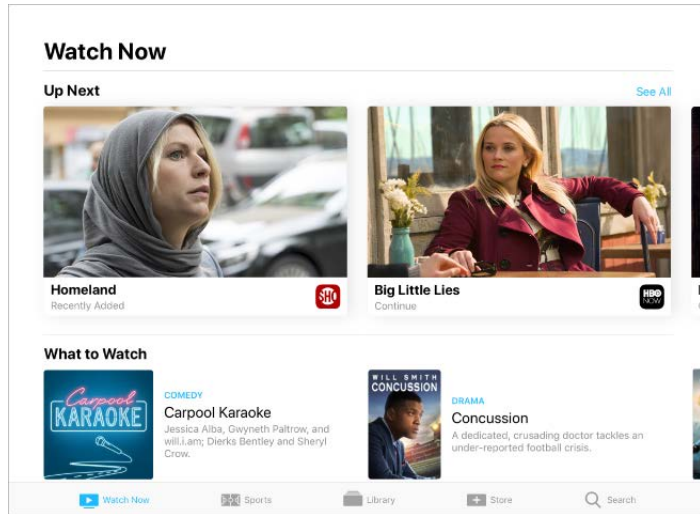 Watch Now
Up Next
See All
Homeland
Recently Added
SHO
Big Little Lies
Continue
HBO
NOW
What to Watch
Carpool
KARAOKE
COMEDY
Carpool Karaoke
Jessica Alba, Gwyneth Paltrow, and
will.i.am; Dierks Bentley and Sheryl
Crow.
WILL SMITH
CONCUSSION
DRAMA
Concussion
A dedicated, crusading doctor tackles an
under-reported football crisis.
Watch Now
Sports
Library
Store
Search